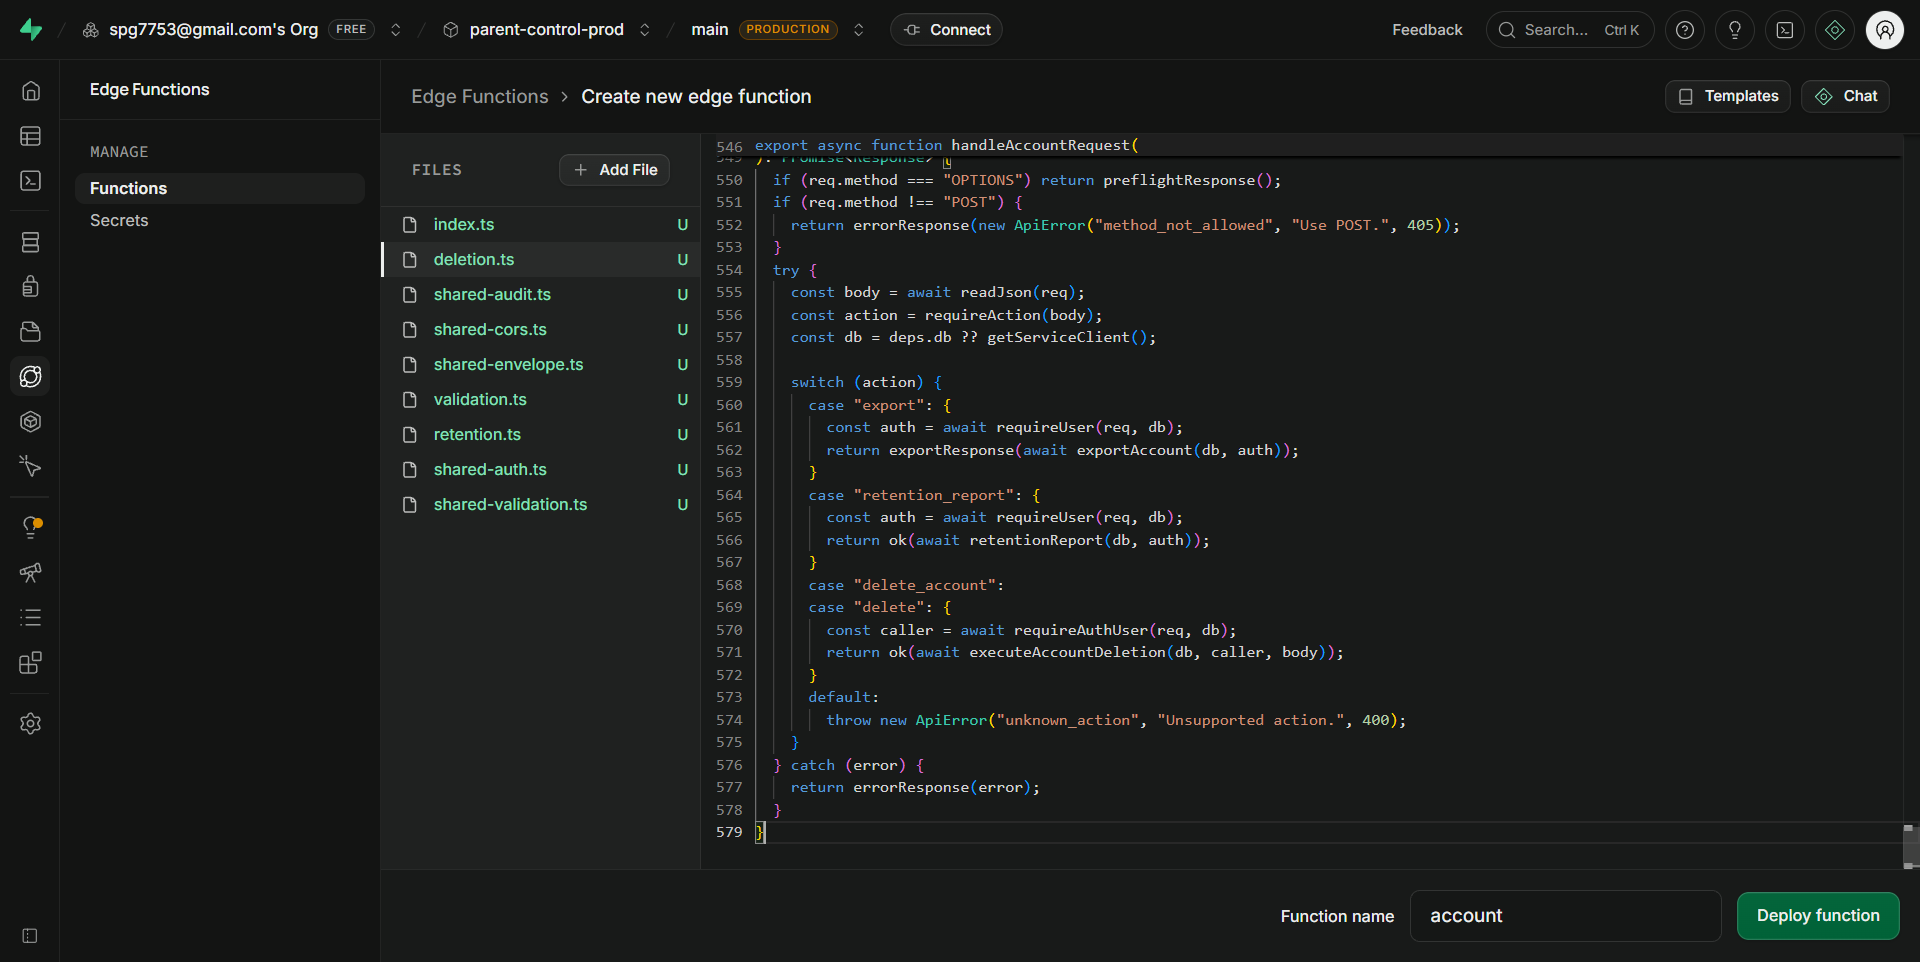 spg7753@gmail.com's Org FREE parent-control-prod main PRODUCTION Connect Feedback Search... Ctrl K
Edge Functions
MANAGE
Functions
Secrets
Edge Functions > Create new edge function Templates Chat
FILES + Add File
index.ts U
deletion.ts U
shared-audit.ts U
shared-cors.ts U
shared-envelope.ts U
validation.ts U
retention.ts U
shared-auth.ts U
shared-validation.ts U
546 export async function handleAccountRequest(
549 ): Promise<Response> {
550 if (req.method === "OPTIONS") return preflightResponse();
551 if (req.method !== "POST") {
552 return errorResponse(new ApiError("method_not_allowed", "Use POST.", 405));
553 }
554 try {
555 const body = await readJson(req);
556 const action = requireAction(body);
557 const db = deps.db ?? getServiceClient();
558
559 switch (action) {
560 case "export": {
561 const auth = await requireUser(req, db);
562 return exportResponse(await exportAccount(db, auth));
563 }
564 case "retention_report": {
565 const auth = await requireUser(req, db);
566 return ok(await retentionReport(db, auth));
567 }
568 case "delete_account":
569 case "delete": {
570 const caller = await requireAuthUser(req, db);
571 return ok(await executeAccountDeletion(db, caller, body));
572 }
573 default:
574 throw new ApiError("unknown_action", "Unsupported action.", 400);
575 }
576 } catch (error) {
577 return errorResponse(error);
578 }
579 }
Function name account Deploy function